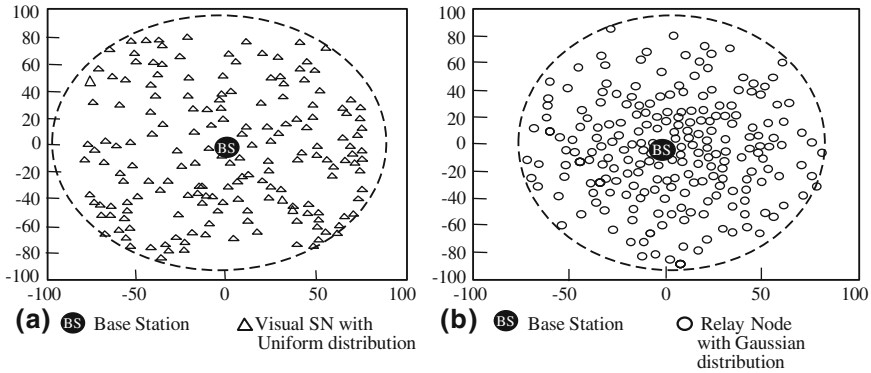 100
80
60
40
20
0
-20
-40
-60
-80
-100
-100 -50 0 50 100
BS
(a) BS Base Station Visual SN with
Uniform distribution
100
80
60
40
20
0
-20
-40
-60
-80
-100
-100 -50 0 50 100
BS
(b) BS Base Station Relay Node
with Gaussian
distribution